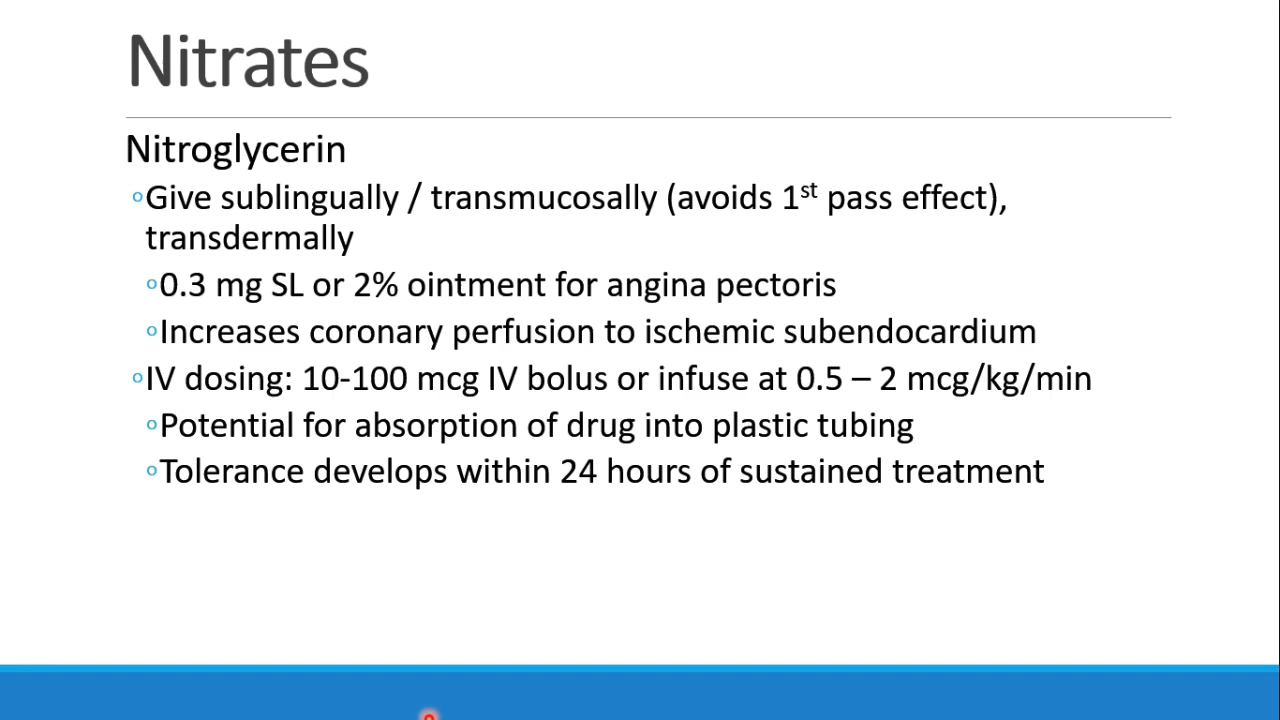 Nitrates
Nitroglycerin
◦Give sublingually / transmucosally (avoids 1st pass effect),
transdermally
◦0.3 mg SL or 2% ointment for angina pectoris
◦Increases coronary perfusion to ischemic subendocardium
◦IV dosing: 10-100 mcg IV bolus or infuse at 0.5 – 2 mcg/kg/min
◦Potential for absorption of drug into plastic tubing
◦Tolerance develops within 24 hours of sustained treatment